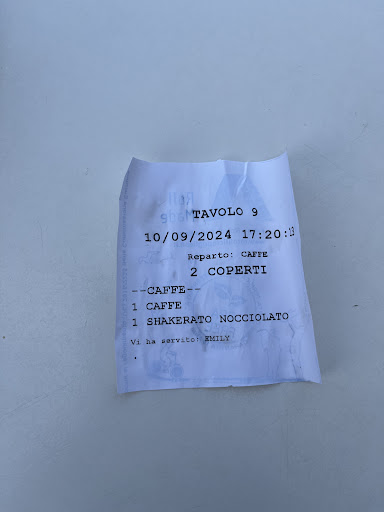 TAVOLO 9
10/09/2024 17:20:13
Reparto: CAFFE
2 COPERTI
--CAFFE--
1 CAFFE
1 SHAKERATO NOCCIOLATO
Vi ha servito: EMILY
.